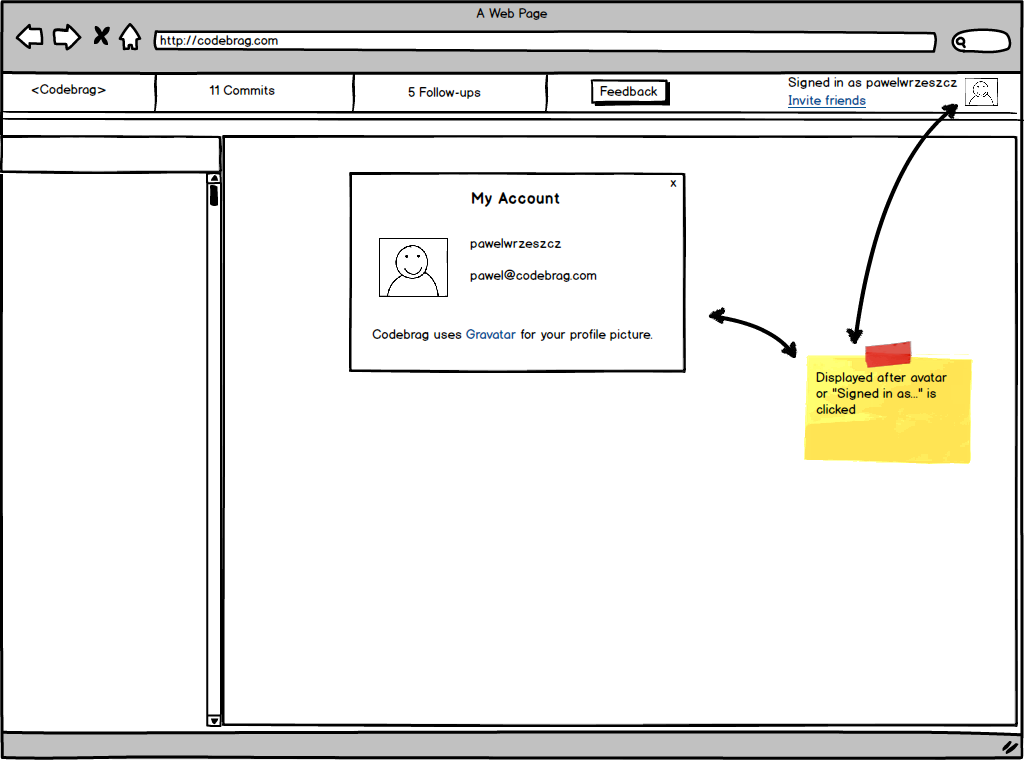 A Web Page
http://codebrag.com
<Codebrag>
11 Commits
5 Follow-ups
Feedback
Signed in as pawelwrzeszcz
Invite friends
x
My Account
pawelwrzeszcz
pawel@codebrag.com
Codebrag uses Gravatar for your profile picture.
Displayed after avatar
or "Signed in as..." is
clicked